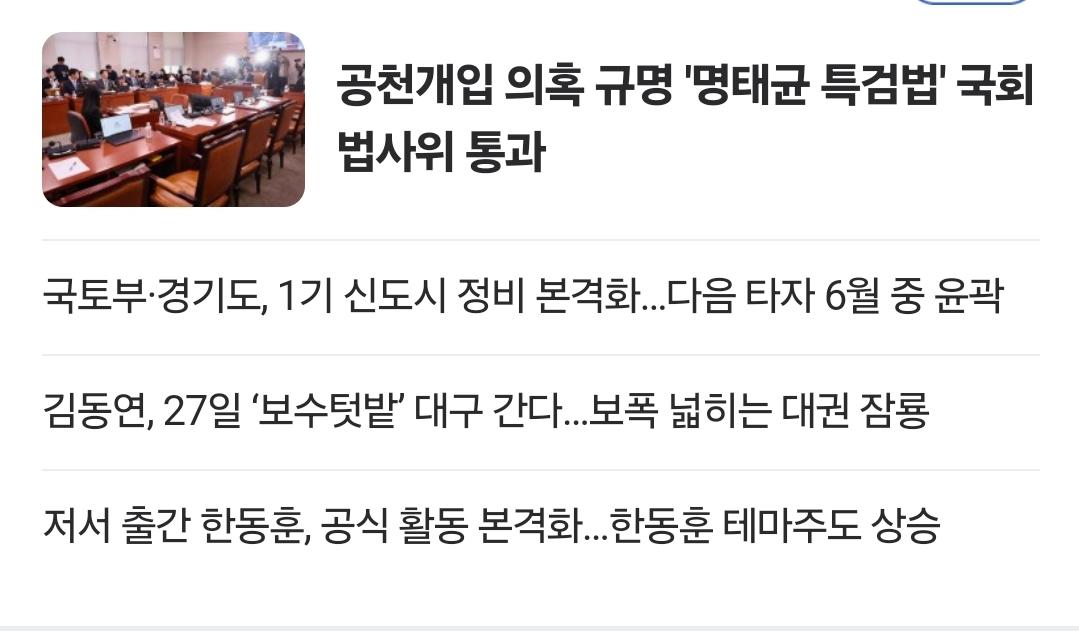 공천개입 의혹 규명 '명태균 특검법' 국회
법사위 통과
국토부·경기도, 1기 신도시 정비 본격화…다음 타자 6월 중 윤곽
김동연, 27일 ‘보수텃밭’ 대구 간다…보폭 넓히는 대권 잠룡
저서 출간 한동훈, 공식 활동 본격화…한동훈 테마주도 상승